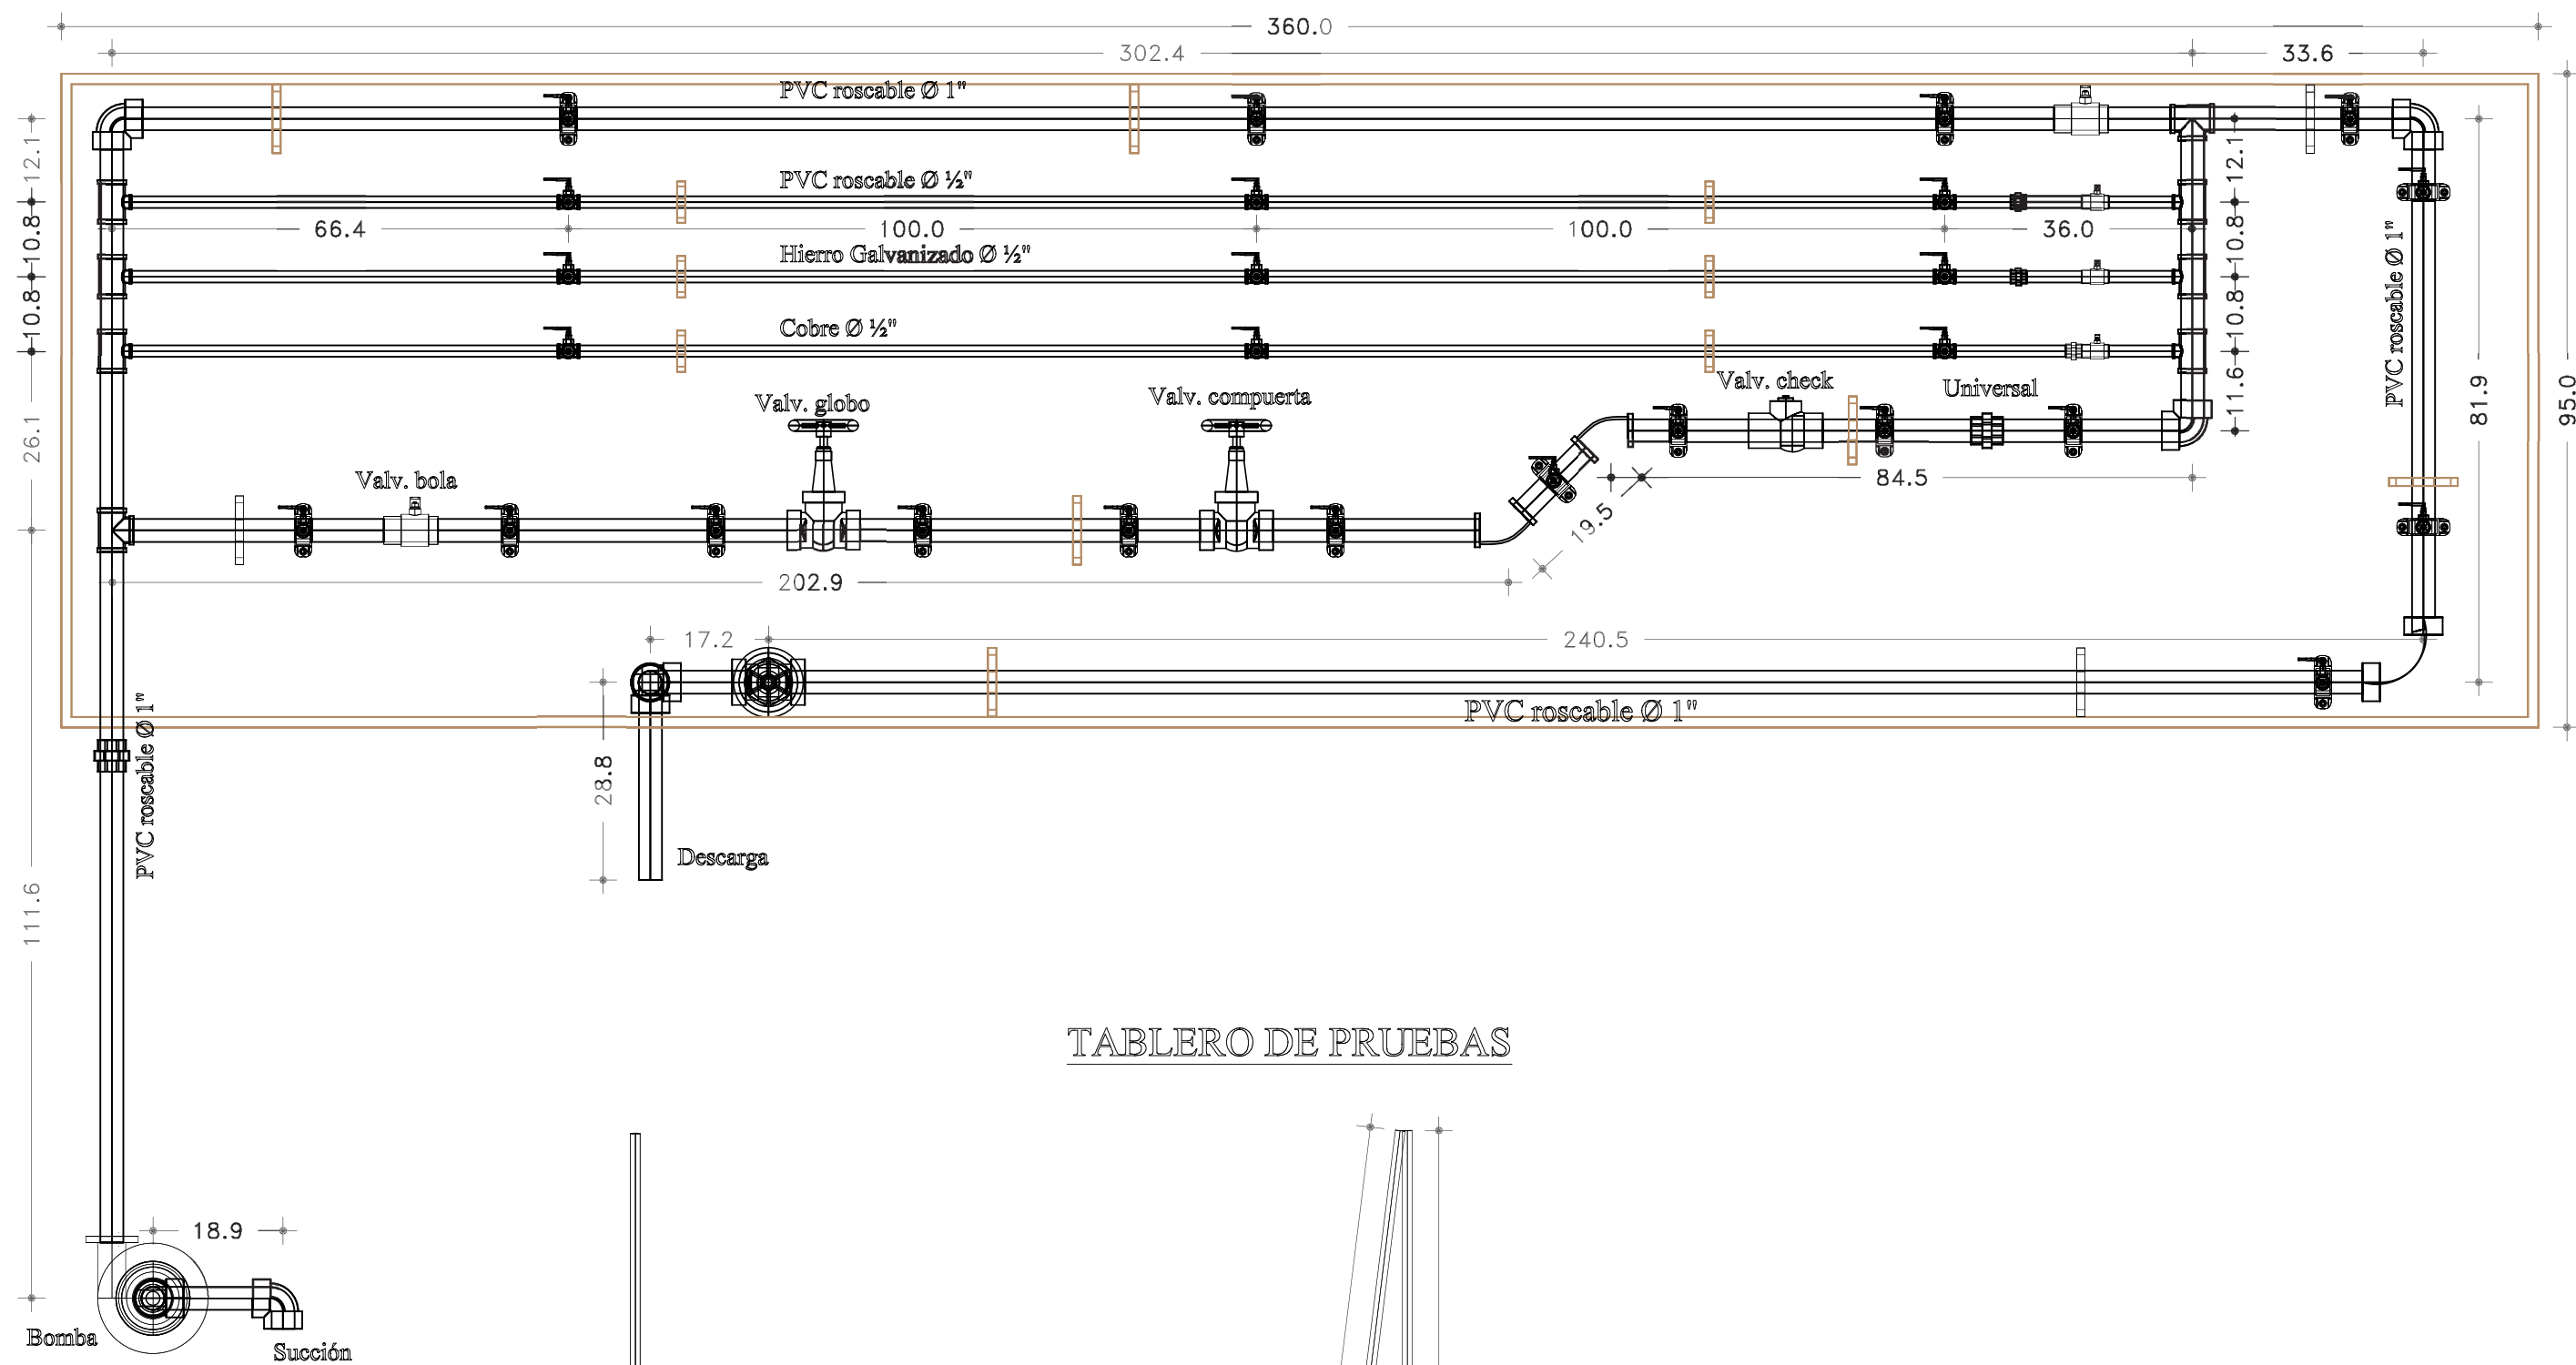 360.0
302.4
33.6
PVC roscable Ø 1"
12.1
12.1
PVC roscable Ø ½"
10.8
66.4
100.0
100.0
36.0
10.8
Hierro Galvanizado Ø ½"
10.8
10.8
Cobre Ø ½"
PVC roscable Ø 1"
Valv. globo
Valv. compuerta
Valv. check
Universal
11.6
81.9
95.0
26.1
Valv. bola
84.5
19.5
202.9
17.2
240.5
PVC roscable Ø 1"
PVC roscable Ø 1"
28.8
Descarga
111.6
TABLERO DE PRUEBAS
18.9
Bomba
Succión